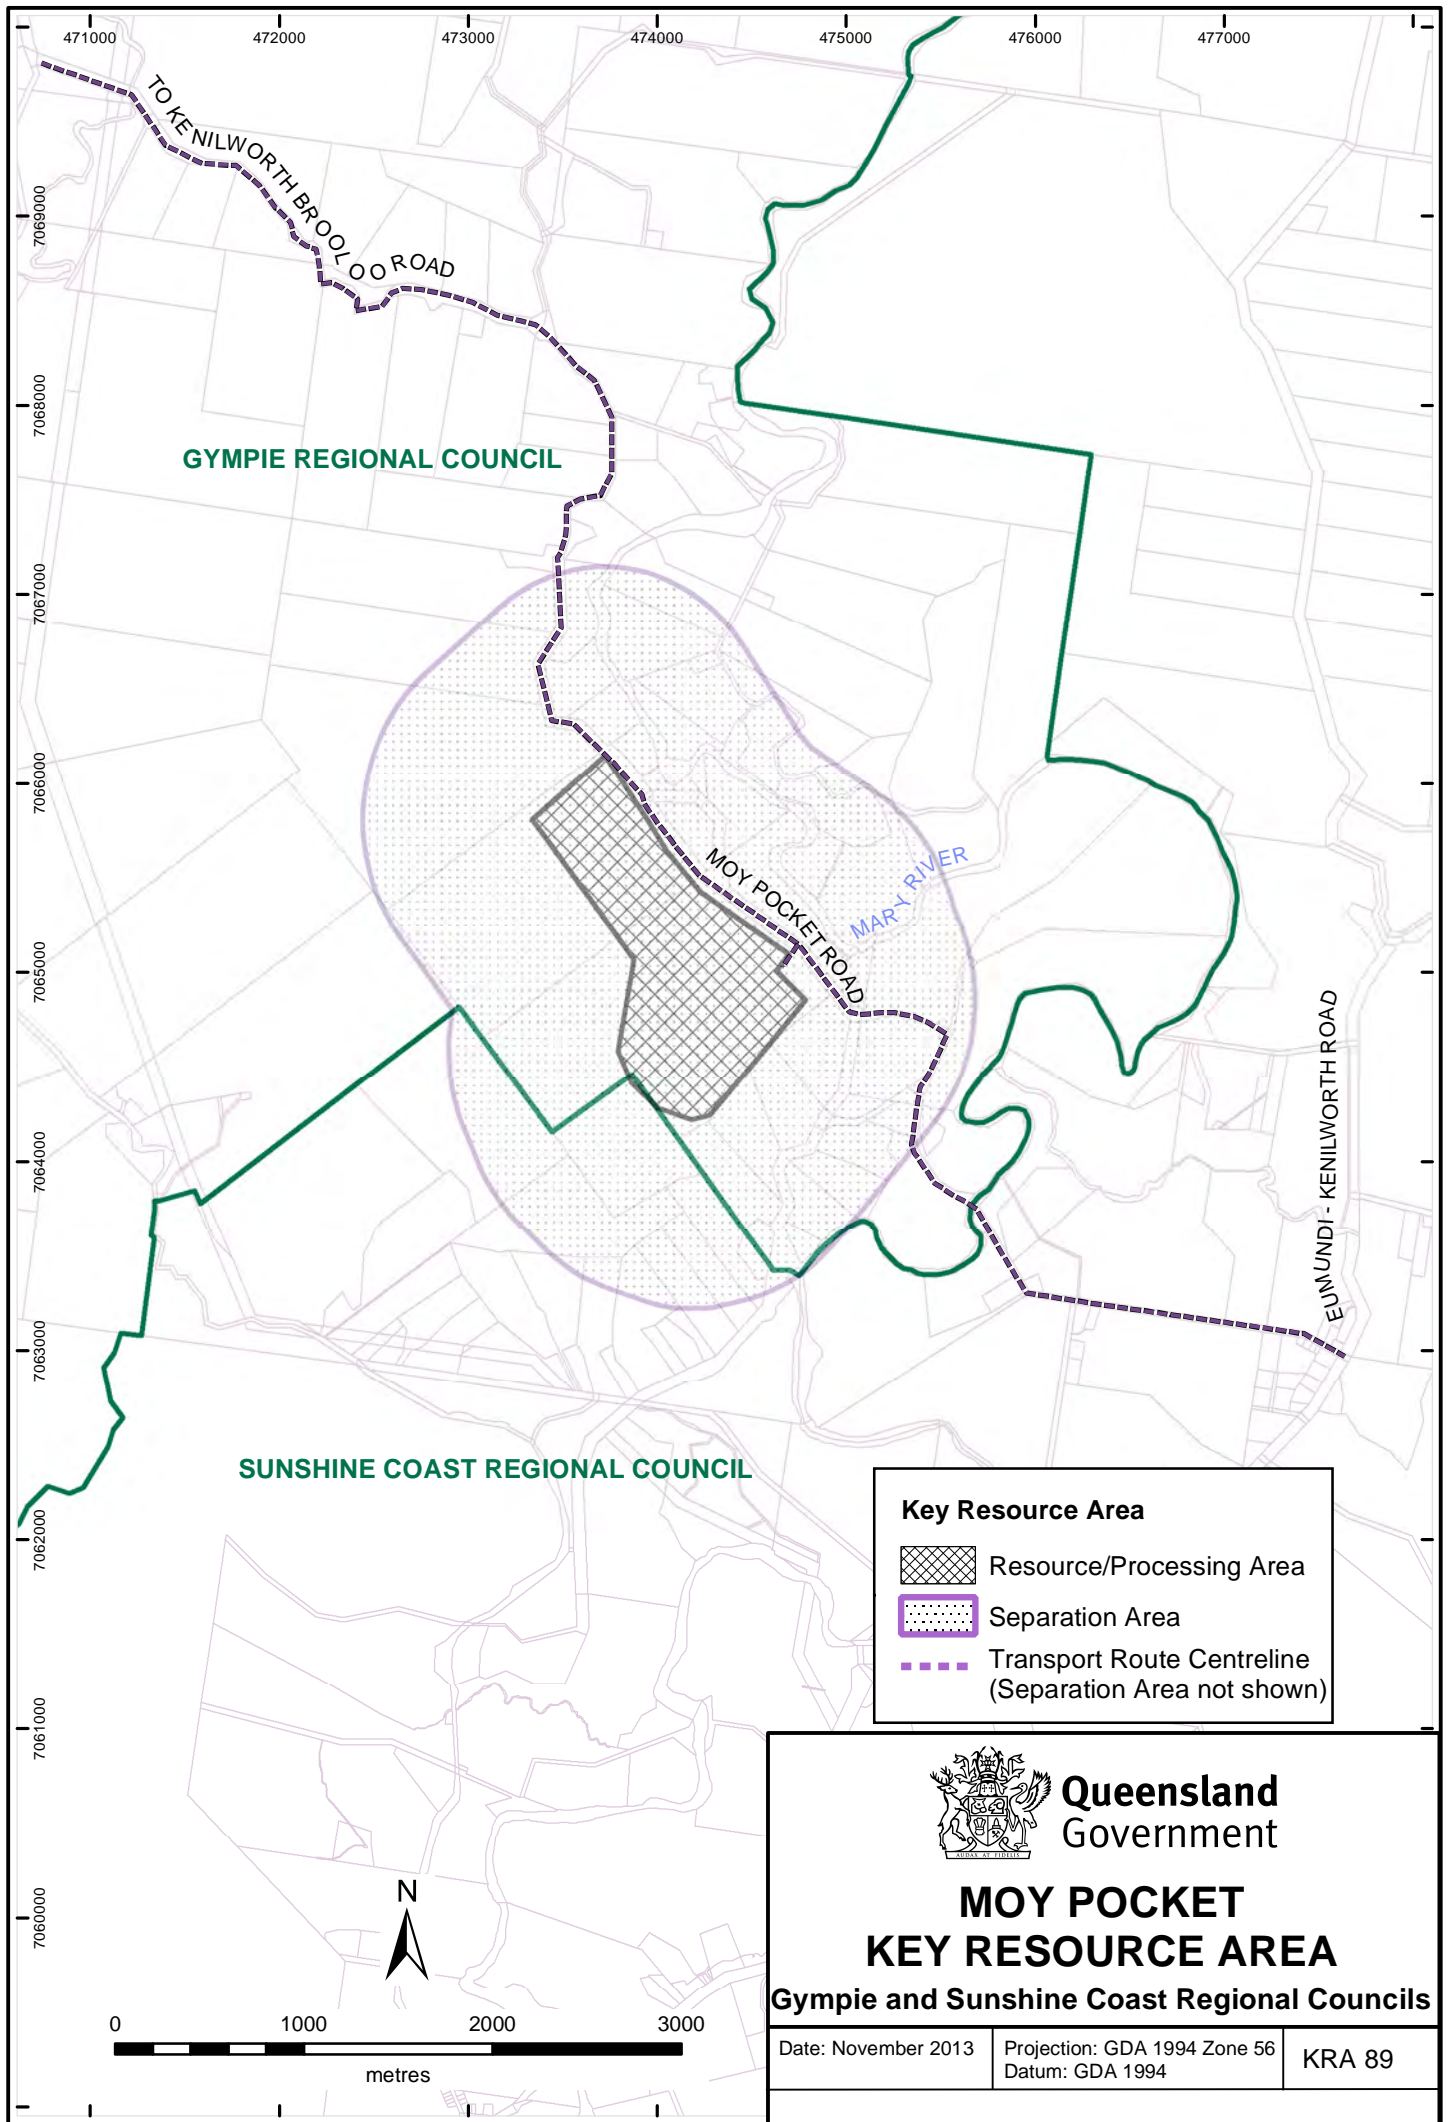 471000 472000 473000 474000 475000 476000 477000
7069000
7068000
7067000
7066000
7065000
7064000
7063000
7062000
7061000
7060000
TO KENILWORTH BROOLOO ROAD
GYMPIE REGIONAL COUNCIL
MOY POCKET ROAD
MARY RIVER
EUMUNDI - KENILWORTH ROAD
SUNSHINE COAST REGIONAL COUNCIL
Key Resource Area
Resource/Processing Area
Separation Area
Transport Route Centreline
(Separation Area not shown)
N
0 1000 2000 3000
metres
AUDAX AT FIDELIS
Queensland
Government
MOY POCKET
KEY RESOURCE AREA
Gympie and Sunshine Coast Regional Councils
Date: November 2013
Projection: GDA 1994 Zone 56
Datum: GDA 1994
KRA 89